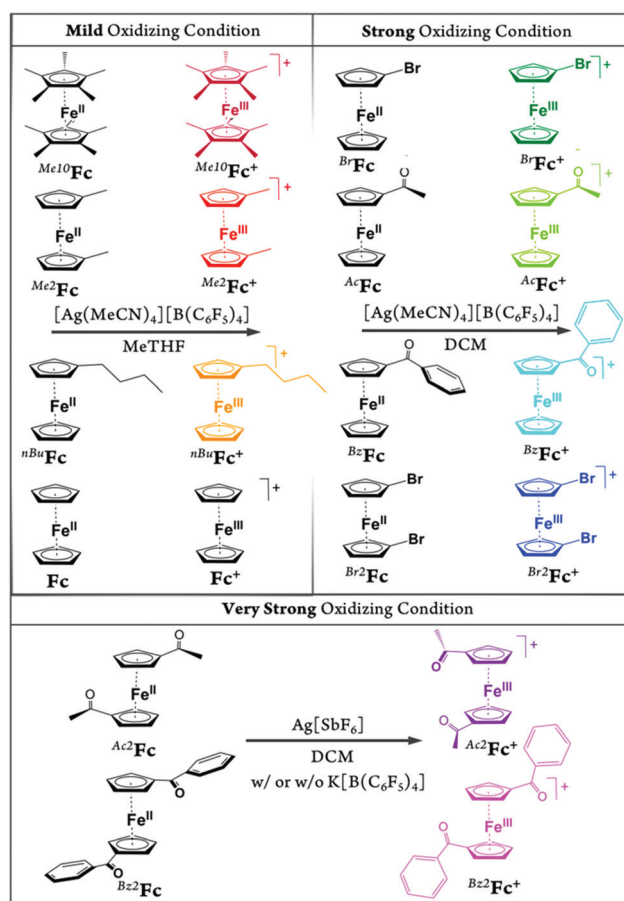 Mild Oxidizing Condition
Fe^II
Fe^III
]+
Me10Fc
Me10Fc+
Fe^II
Fe^III
]+
Me2Fc
Me2Fc+
[Ag(MeCN)4][B(C6F5)4]
MeTHF
Fe^II
Fe^III
]+
nBuFc
nBuFc+
Fe^II
Fe^III
]+
Fc
Fc+
Strong Oxidizing Condition
Br
Br
]+
Fe^II
Fe^III
BrFc
BrFc+
-
O
O
]+
Fe^II
Fe^III
AcFc
AcFc+
[Ag(MeCN)4][B(C6F5)4]
DCM
O
O
]+
Fe^II
Fe^III
BzFc
BzFc+
Br
Br
]+
Fe^II
Fe^III
Br
Br
Br2Fc
Br2Fc+
Very Strong Oxidizing Condition
O
O
]+
Fe^II
Fe^III
O
O
Ac2Fc
Ac2Fc+
Ag[SbF6]
DCM
w/ or w/o K[B(C6F5)4]
O
O
]+
Fe^II
Fe^III
O
O
Bz2Fc
Bz2Fc+